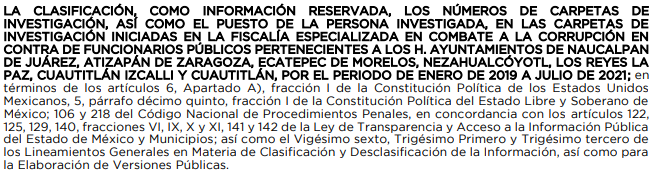 LA CLASIFICACIÓN, COMO INFORMACIÓN RESERVADA, LOS NÚMEROS DE CARPETAS DE
INVESTIGACIÓN, ASÍ COMO EL PUESTO DE LA PERSONA INVESTIGADA, EN LAS CARPETAS DE
INVESTIGACIÓN INICIADAS EN LA FISCALÍA ESPECIALIZADA EN COMBATE A LA CORRUPCIÓN EN
CONTRA DE FUNCIONARIOS PÚBLICOS PERTENECIENTES A LOS H. AYUNTAMIENTOS DE NAUCALPAN
DE JUÁREZ, ATIZAPÁN DE ZARAGOZA, ECATEPEC DE MORELOS, NEZAHUALCÓYOTL, LOS REYES LA
PAZ, CUAUTITLÁN IZCALLI Y CUAUTITLÁN, POR EL PERIODO DE ENERO DE 2019 A JULIO DE 2021; en
términos de los artículos 6, Apartado A), fracción I de la Constitución Política de los Estados Unidos
Mexicanos, 5, párrafo décimo quinto, fracción I de la Constitución Política del Estado Libre y Soberano de
México; 106 y 218 del Código Nacional de Procedimientos Penales, en concordancia con los artículos 122,
125, 129, 140, fracciones VI, IX, X y XI, 141 y 142 de la Ley de Transparencia y Acceso a la Información Pública
del Estado de México y Municipios; así como el Vigésimo sexto, Trigésimo Primero y Trigésimo tercero de
los Lineamientos Generales en Materia de Clasificación y Desclasificación de la Información, así como para
la Elaboración de Versiones Públicas.